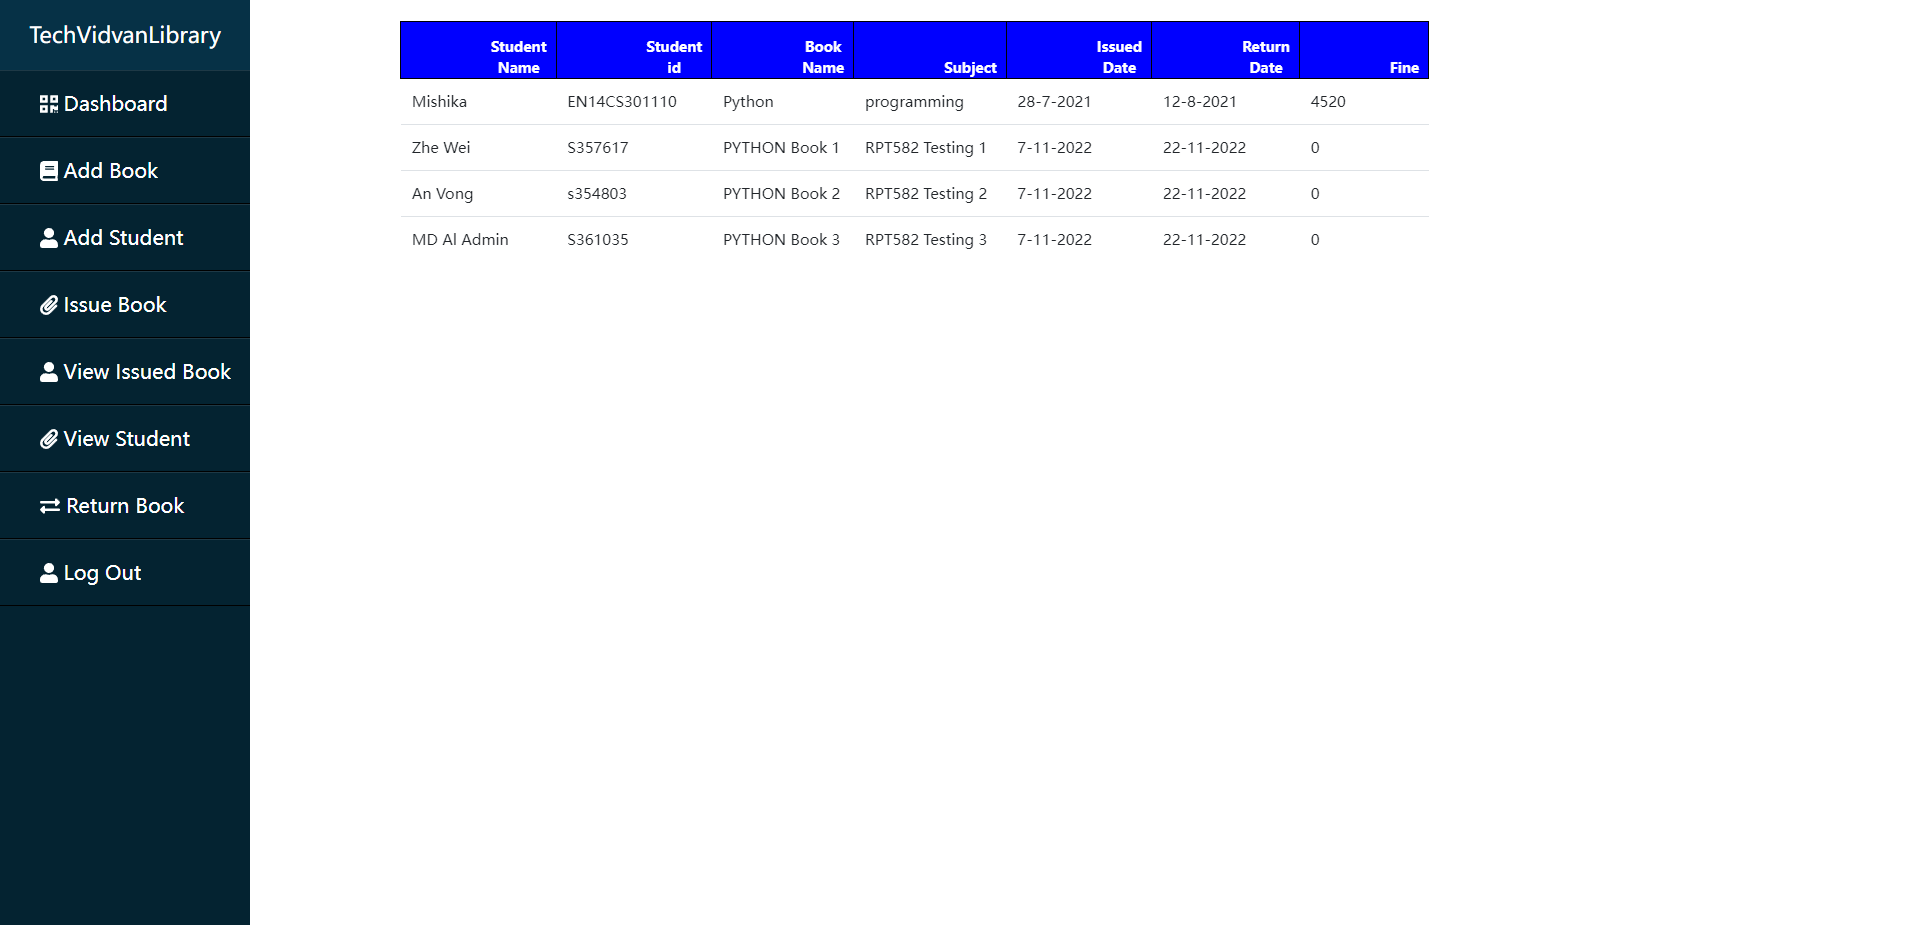 TechVidvanLibrary
Dashboard
Add Book
Add Student
Issue Book
View Issued Book
View Student
Return Book
Log Out
Student Name Student id Book Name Subject Issued Date Return Date Fine
Mishika EN14CS301110 Python programming 28-7-2021 12-8-2021 4520
Zhe Wei S357617 PYTHON Book 1 RPT582 Testing 1 7-11-2022 22-11-2022 0
An Vong s354803 PYTHON Book 2 RPT582 Testing 2 7-11-2022 22-11-2022 0
MD Al Admin S361035 PYTHON Book 3 RPT582 Testing 3 7-11-2022 22-11-2022 0